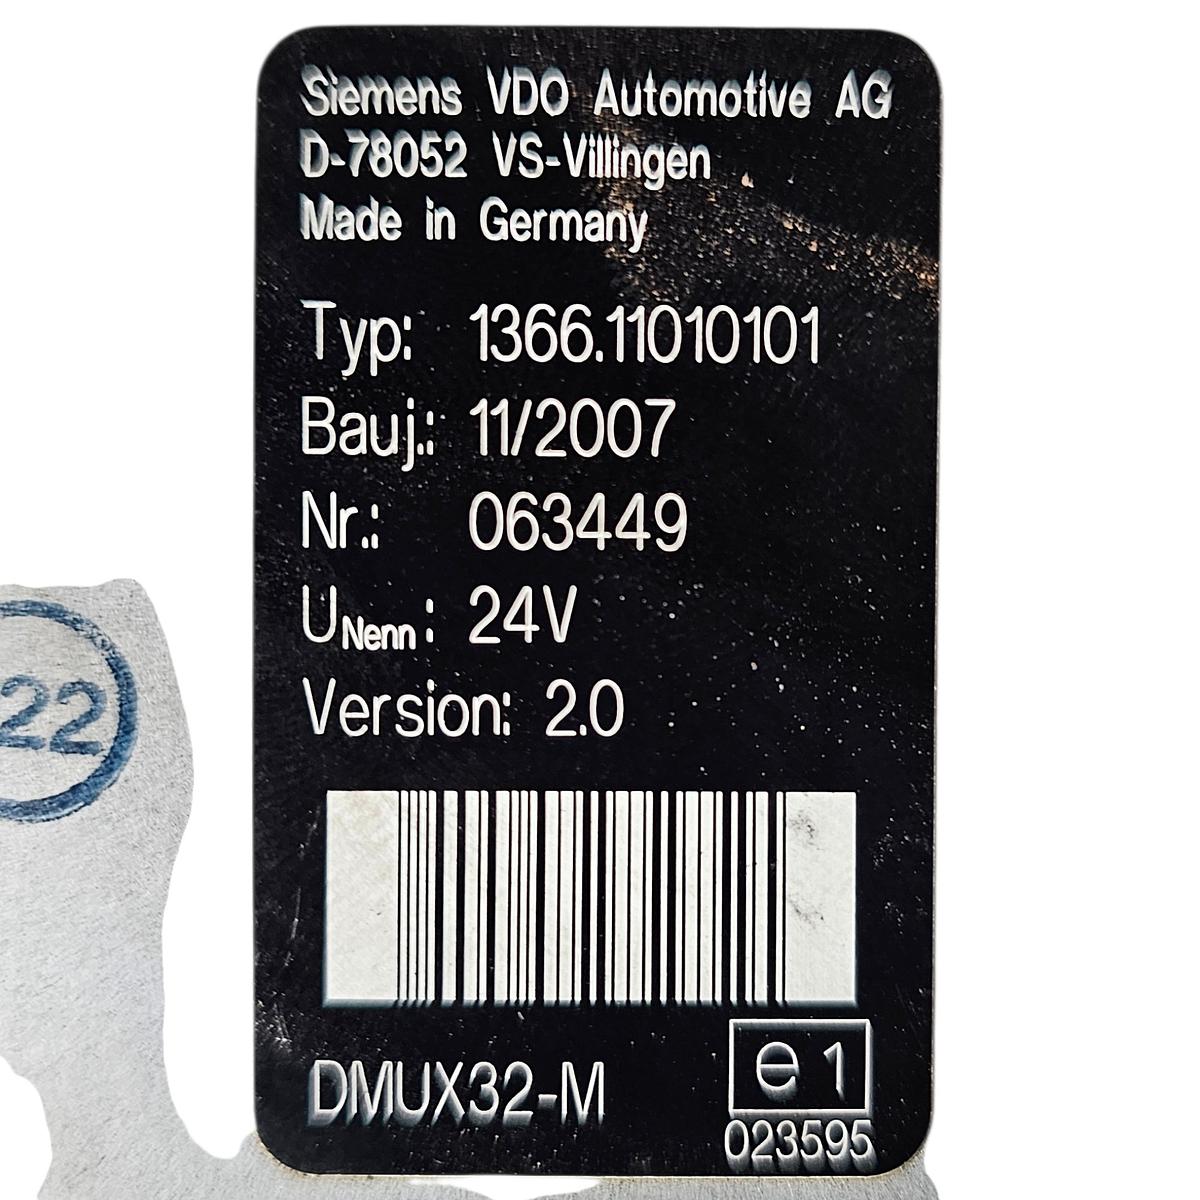 Siemens VDO Automotive AG
D-78052 VS-Villingen
Made in Germany
Typ: 1366.11010101
Bauj.: 11/2007
Nr.: 063449
UNenn: 24V
Version: 2.0
DMUX32-M
e1
023595
22